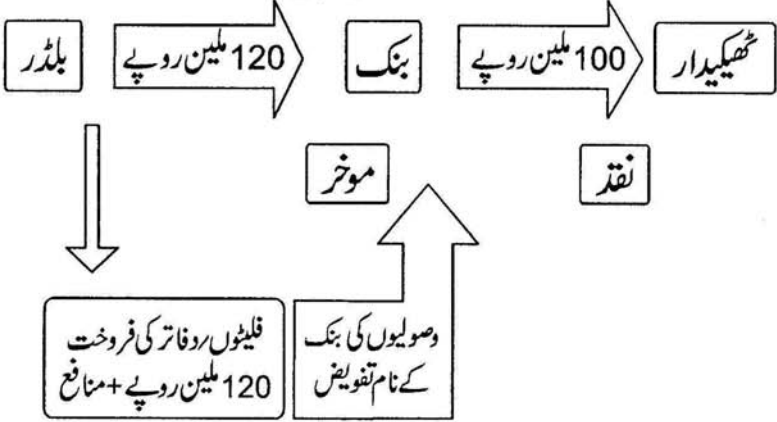 ٹھیکیدار
100 ملین روپے
بنک
120 ملین روپے
بلڈر
نقد
موخر
وصولیوں کی بنک
کے نام تفویض
فلیٹوں/دفاتر کی فروخت
120 ملین روپے + منافع